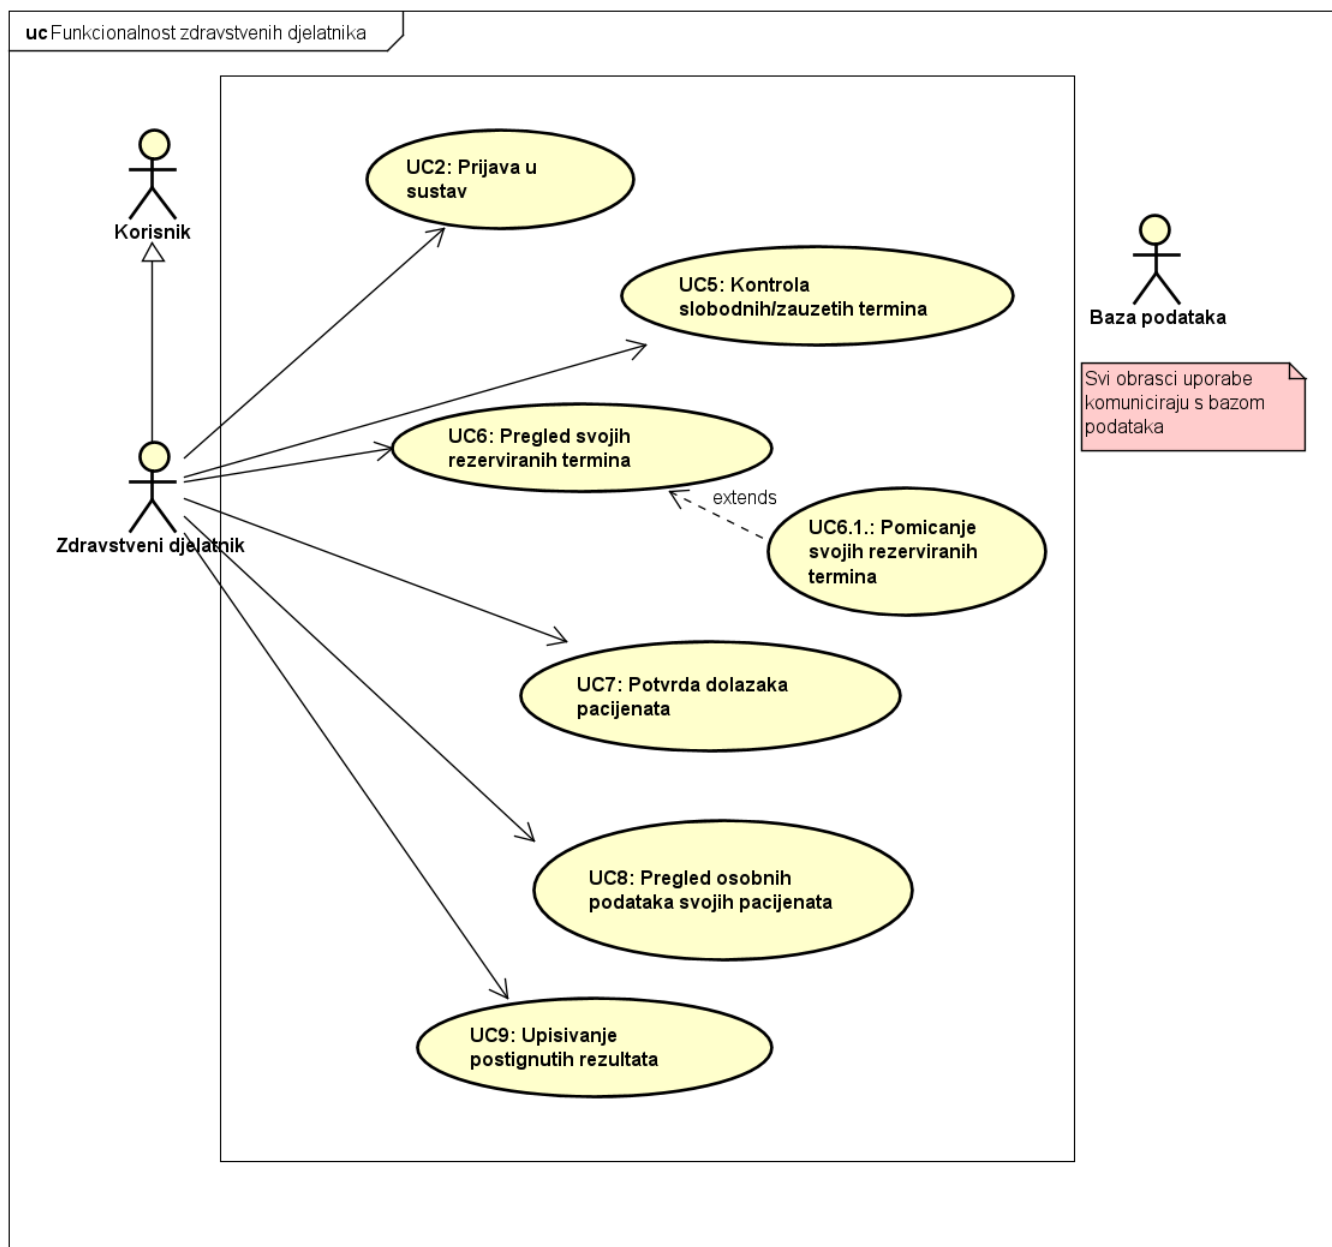 uc Funkcionalnost zdravstvenih djelatnika
UC2: Prijava u
sustav
Korisnik
UC5: Kontrola
slobodnih/zauzetih termina
Baza podataka
Svi obrasci uporabe
komuniciraju s bazom
podataka
UC6: Pregled svojih
rezerviranih termina
extends
UC6.1.: Pomicanje
svojih rezerviranih
termina
Zdravstveni djelatnik
UC7: Potvrda dolazaka
pacijenata
UC8: Pregled osobnih
podataka svojih pacijenata
UC9: Upisivanje
postignutih rezultata